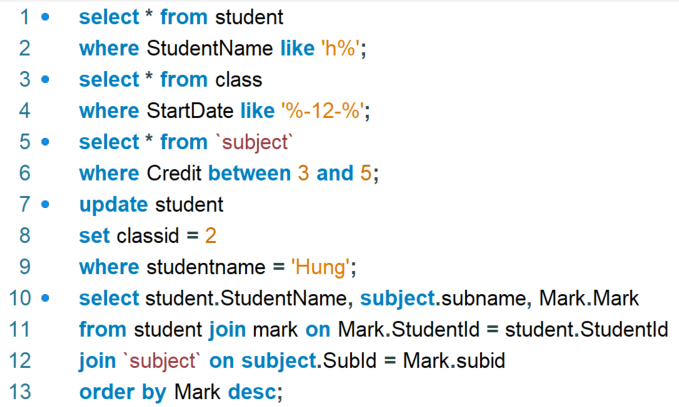 1 select * from student
2 where StudentName like 'h%';
3 select * from class
4 where StartDate like '%-12-%';
5 select * from `subject`
6 where Credit between 3 and 5;
7 update student
8 set classid = 2
9 where studentname = 'Hung';
10 select student.StudentName, subject.subname, Mark.Mark
11 from student join mark on Mark.StudentId = student.StudentId
12 join `subject` on subject.SubId = Mark.subid
13 order by Mark desc;